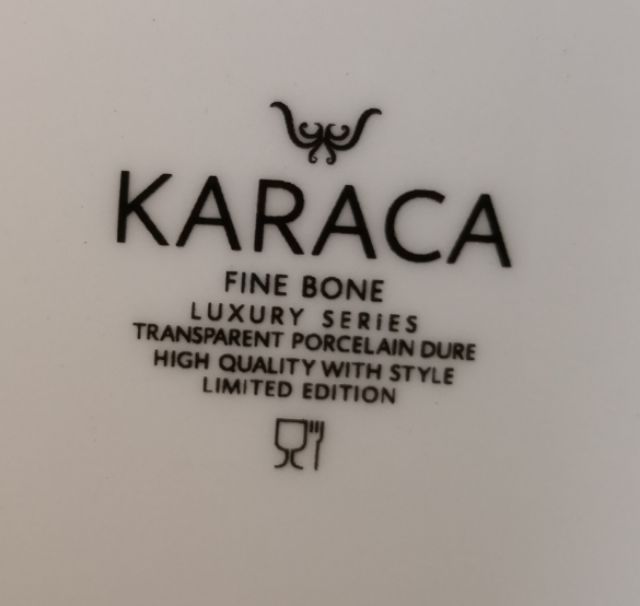 KARACA
FINE BONE
LUXURY SERiES
TRANSPARENT PORCELAIN DURE
HIGH QUALITY WITH STYLE
LIMITED EDITION